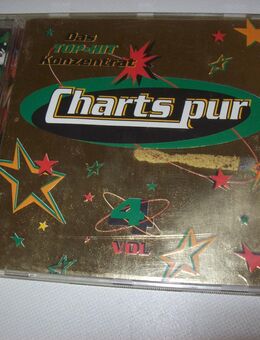 Das
TOP-HIT
Konzentrat
Charts pur
4
VOL